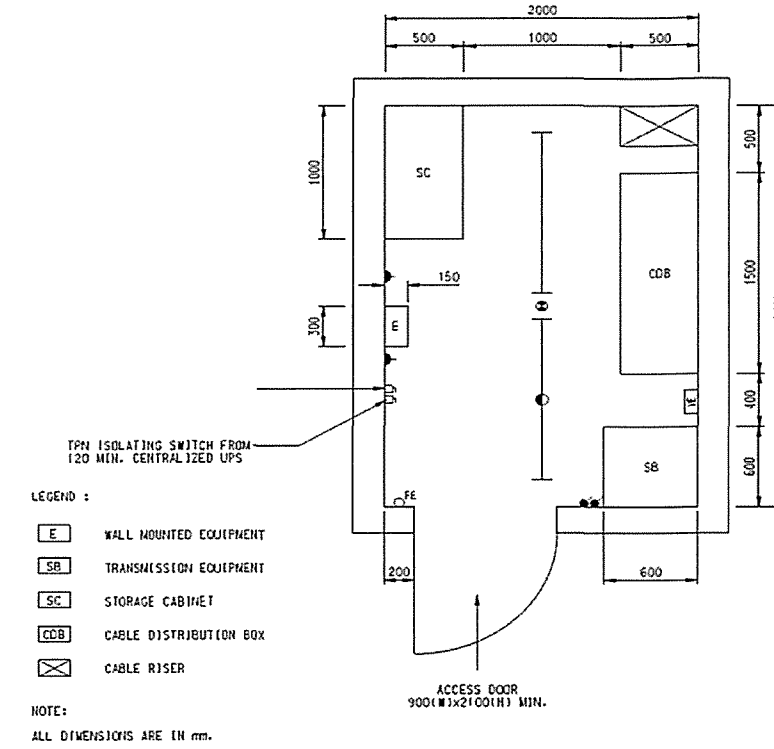 2000
500
1000
500
1000
SC
500
150
CDB
1500
300
E
400
TPN ISOLATING SWITCH FROM
120 MIN. CENTRALIZED UPS
SB
600
FE
LEGEND :
E
WALL MOUNTED EQUIPMENT
SB
TRANSMISSION EQUIPMENT
200
600
SC
STORAGE CABINET
CDB
CABLE DISTRIBUTION BOX
CABLE RISER
ACCESS DOOR
900(W)x2100(H) MIN.
NOTE:
ALL DIMENSIONS ARE IN mm.